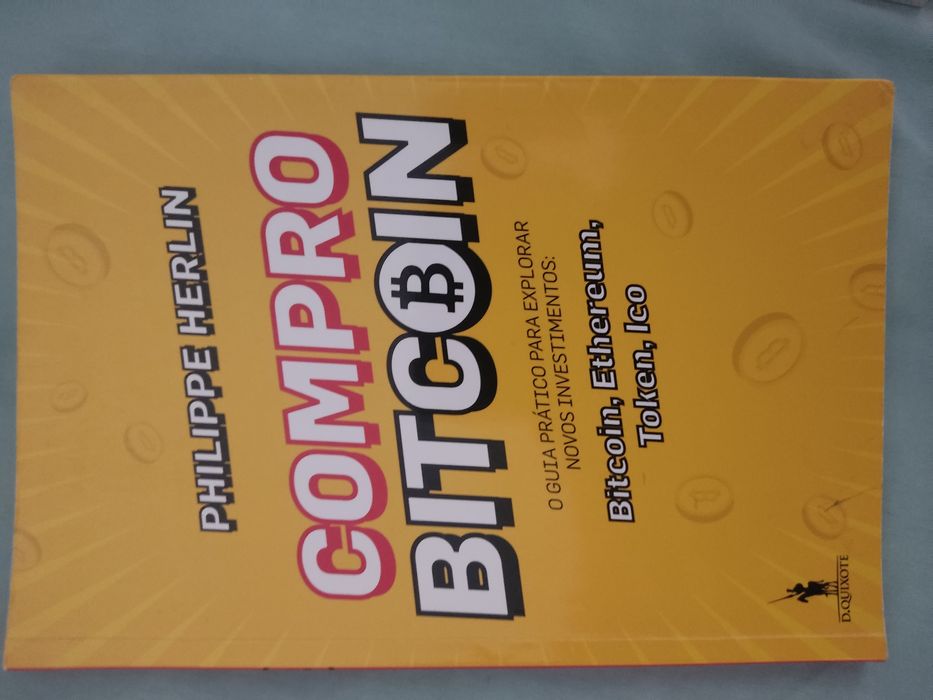 PHILIPPE HERLIN
COMPRO
BITCOIN
O GUIA PRÁTICO PARA EXPLORAR
NOVOS INVESTIMENTOS:
Bitcoin, Ethereum,
Token, Ico
D.QUIXOTE